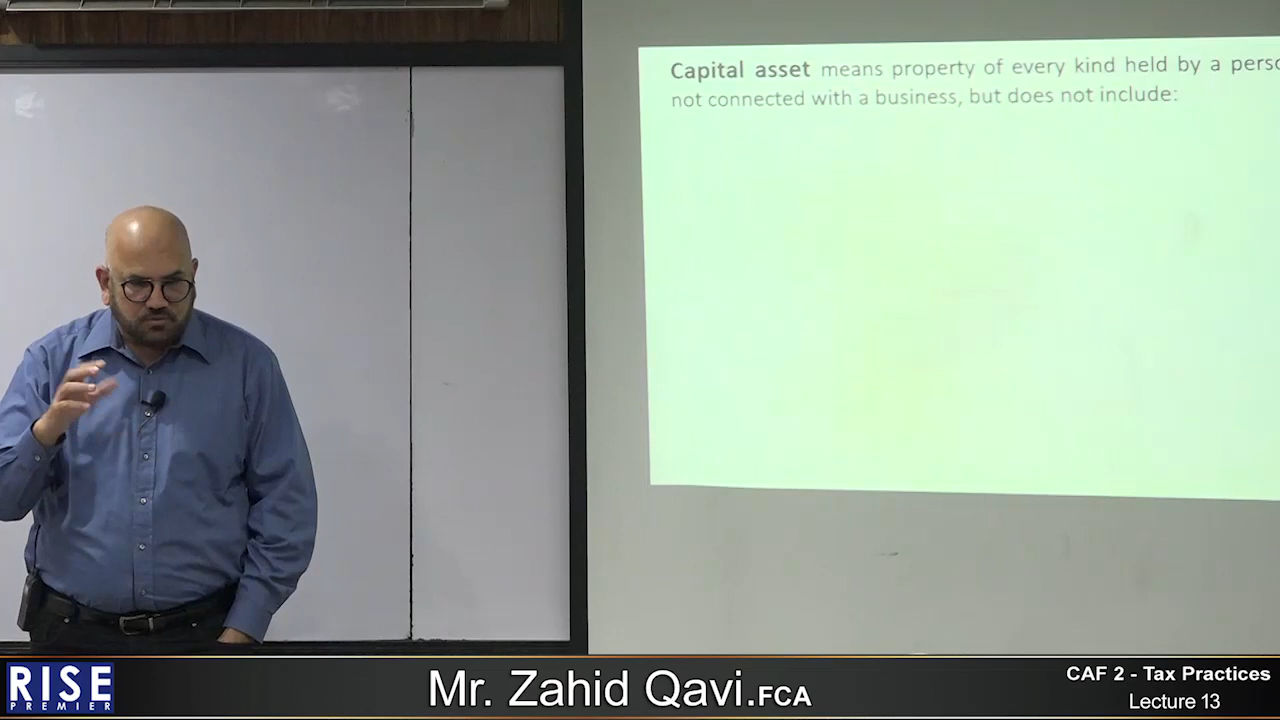 Capital asset means property of every kind held by a
not connected with a business, but does not include:
RISE
PREMIER
Mr. Zahid Qavi.FCA
CAF 2 - Tax Practices
Lecture 13